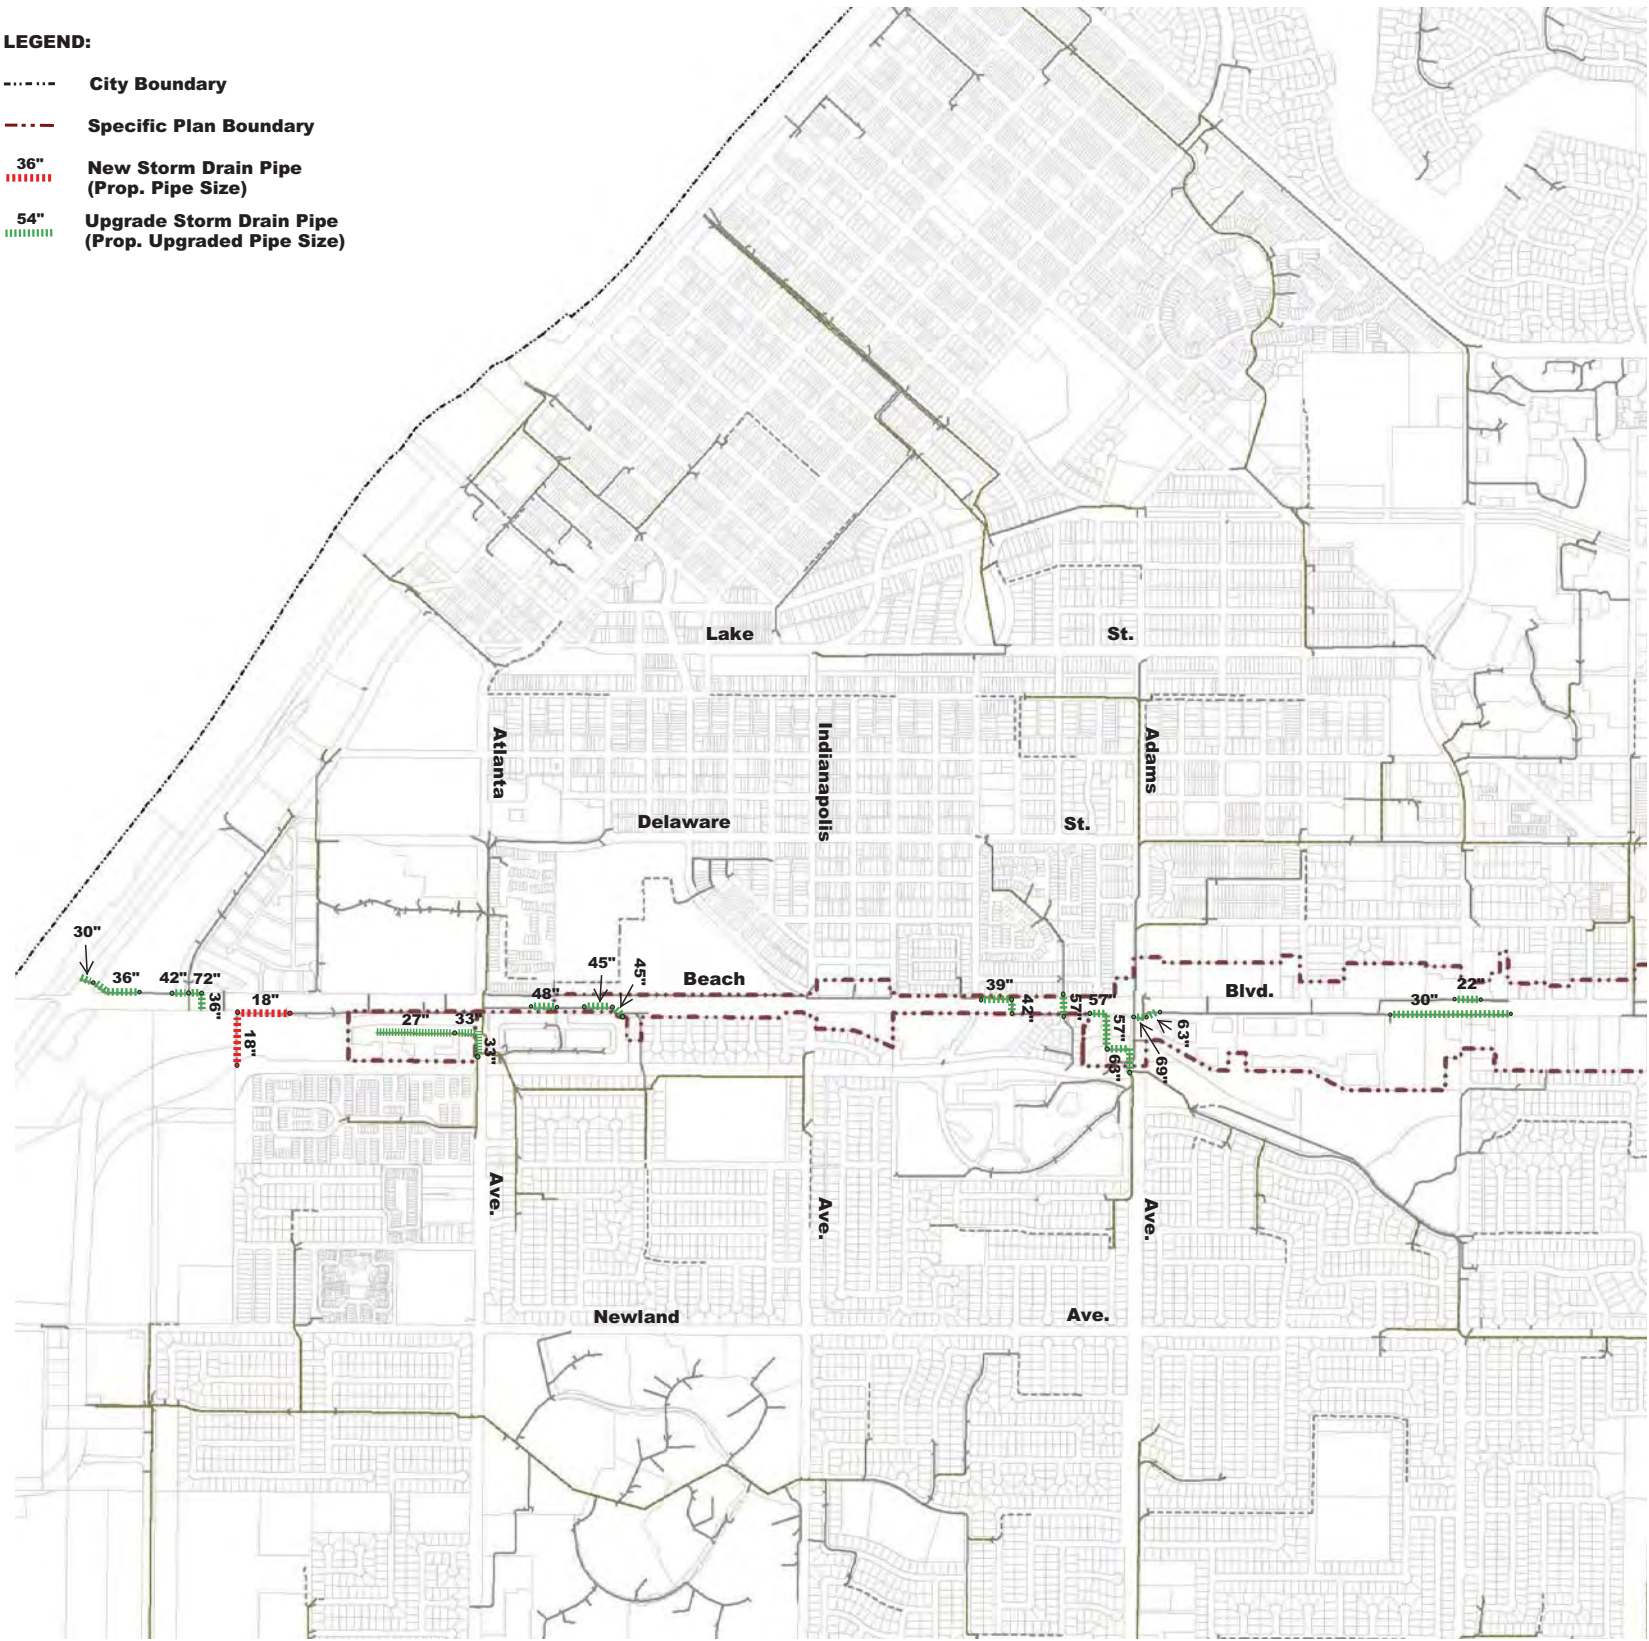 LEGEND:
City Boundary
Specific Plan Boundary
36"
New Storm Drain Pipe
(Prop. Pipe Size)
54"
Upgrade Storm Drain Pipe
(Prop. Upgraded Pipe Size)
Lake
St.
Atlanta
Indianapolis
Adams
Delaware
St.
30"
36"
42"
72"
36"
18"
18"
27"
33"
33"
48"
45"
45"
Beach
39"
42"
57"
57"
57"
63"
69"
63"
Blvd.
22"
30"
Ave.
Ave.
Ave.
Newland
Ave.